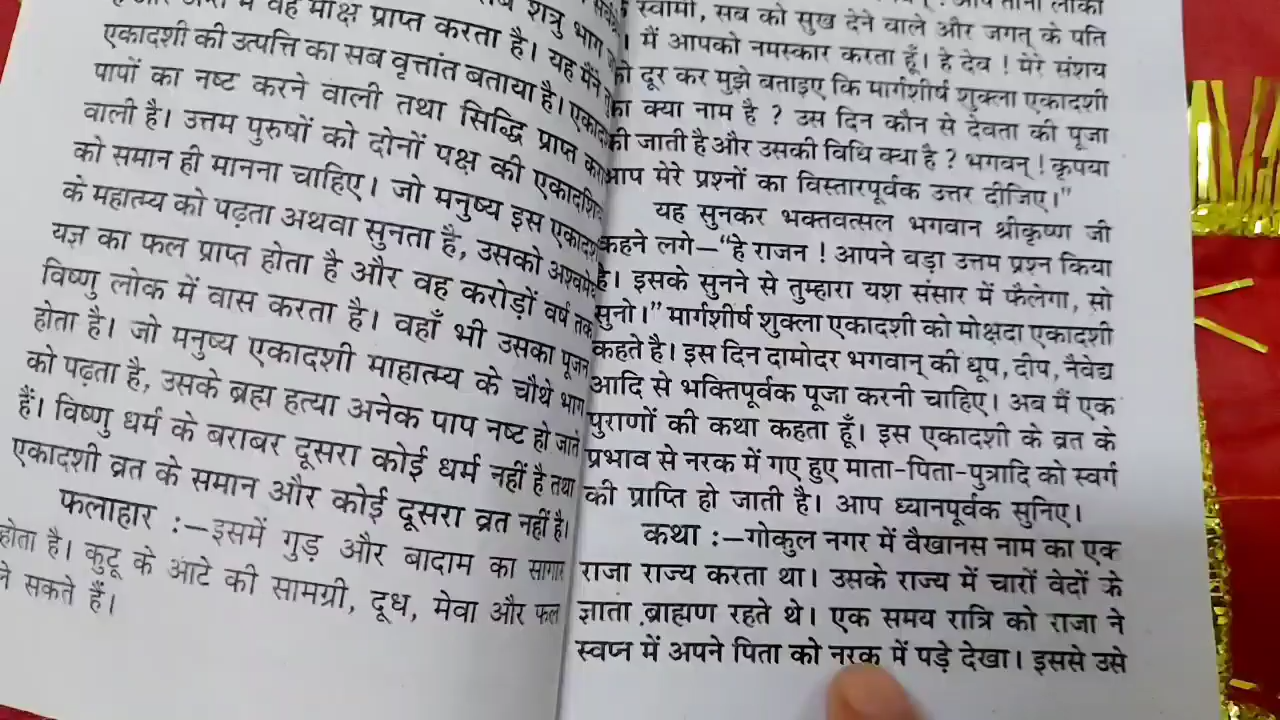 प्राप्त करता है। यह मैंने
एकादशी की उत्पत्ति का सब वृत्तांत बताया है।
पापों का नष्ट करने वाली तथा सिद्धि प्राप्त
वाली है। उत्तम पुरुषों को दोनों पक्ष की
को समान ही मानना चाहिए। जो मनुष्य इस
के महात्म्य को पढ़ता अथवा सुनता है, उसको
यज्ञ का फल प्राप्त होता है और वह करोड़ों वर्ष तक
विष्णु लोक में वास करता है। वहाँ भी उसका पूजन
होता है। जो मनुष्य एकादशी माहात्म्य के चौथे भाग
को पढ़ता है, उसके ब्रह्म हत्या अनेक पाप नष्ट हो जाते
हैं। विष्णु धर्म के बराबर दूसरा कोई धर्म नहीं है तथा
एकादशी व्रत के समान और कोई दूसरा व्रत नहीं है।
फलाहार :–इसमें गुड़ और बादाम का सागार
होता है। कुटू के आटे की सामग्री, दूध, मेवा और फल
सकते हैं।
स्वामी, सब को सुख देने वाले और जगत् के पति
। मैं आपको नमस्कार करता हूँ। हे देव ! मेरे संशय
को दूर कर मुझे बताइए कि मार्गशीर्ष शुक्ला एकादशी
का क्या नाम है ? उस दिन कौन से देवता की पूजा
की जाती है और उसकी विधि क्या है ? भगवन् ! कृपया
आप मेरे प्रश्नों का विस्तारपूर्वक उत्तर दीजिए।”
यह सुनकर भक्तवत्सल भगवान श्रीकृष्ण जी
कहने लगे–“हे राजन ! आपने बड़ा उत्तम प्रश्न किया
है। इसके सुनने से तुम्हारा यश संसार में फैलेगा, सो
सुनो।” मार्गशीर्ष शुक्ला एकादशी को मोक्षदा एकादशी
कहते है। इस दिन दामोदर भगवान् की धूप, दीप, नैवेद्य
आदि से भक्तिपूर्वक पूजा करनी चाहिए। अब मैं एक
पुराणों की कथा कहता हूँ। इस एकादशी के व्रत के
प्रभाव से नरक में गए हुए माता-पिता-पुत्रादि को स्वर्ग
की प्राप्ति हो जाती है। आप ध्यानपूर्वक सुनिए।
कथा :–गोकुल नगर में वैखानस नाम का एक
राजा राज्य करता था। उसके राज्य में चारों वेदों के
ज्ञाता ब्राह्मण रहते थे। एक समय रात्रि को राजा ने
स्वप्न में अपने पिता को नरक में पड़े देखा। इससे उसे